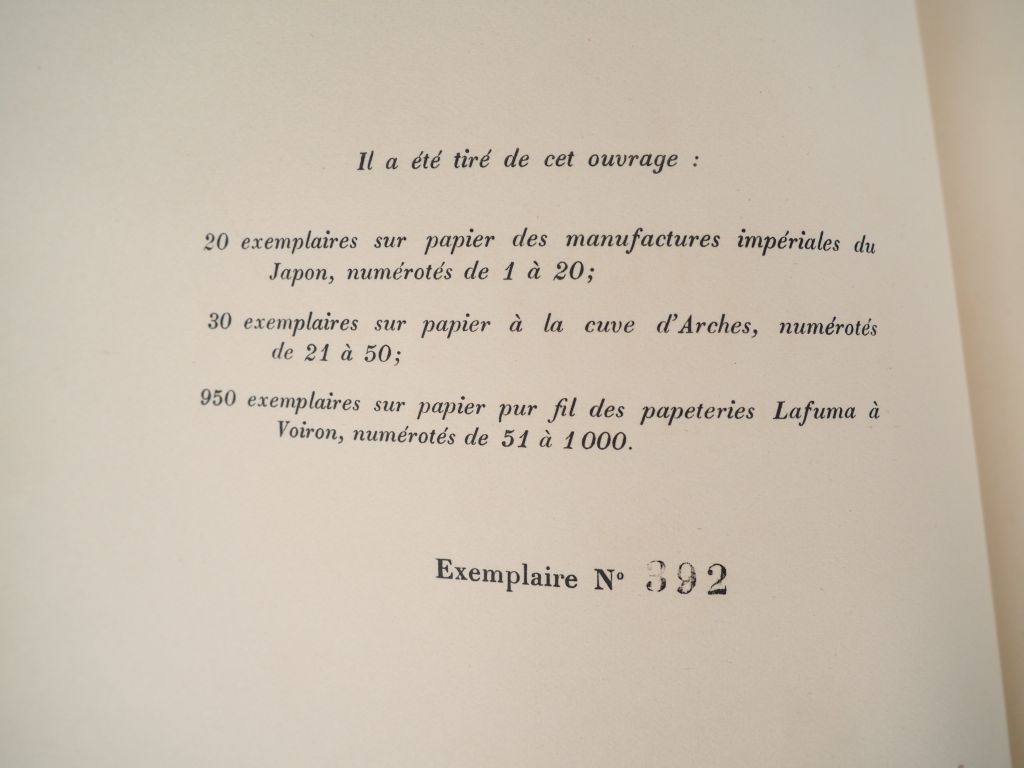 Il a été tiré de cet ouvrage :
20 exemplaires sur papier des manufactures impériales du
Japon, numérotés de 1 à 20;
30 exemplaires sur papier à la cuve d'Arches, numérotés
de 21 à 50;
950 exemplaires sur papier pur fil des papeteries Lafuma à
Voiron, numérotés de 51 à 1000.
Exemplaire Nº 392